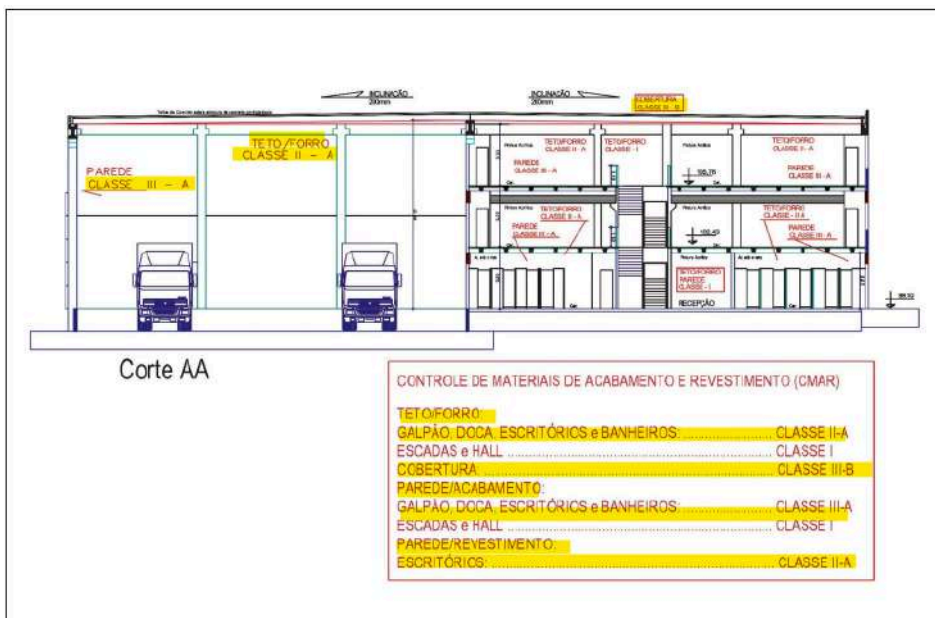 INCLINAÇÃO
INCLINAÇÃO
COBERTURA
TETO/FORRO
CLASSE II - A
PAREDE
CLASSE III - A
TETO/FORRO
CLASSE II - A
TETO/FORRO
CLASSE - I
TETO/FORRO
CLASSE II - A
PAREDE
CLASSE III - A
PAREDE
CLASSE III - A
TETO/FORRO
CLASSE II - A
PAREDE
CLASSE III - A
TETO/FORRO
CLASSE - II A
PAREDE
CLASSE III - A
TETO/FORRO
PAREDE
CLASSE - I
RECEPÇÃO
Corte AA
CONTROLE DE MATERIAIS DE ACABAMENTO E REVESTIMENTO (CMAR)
TETO/FORRO:
GALPÃO, DOCA, ESCRITÓRIOS e BANHEIROS: ........................ CLASSE II-A
ESCADAS e HALL ............................................................ CLASSE I
COBERTURA: ................................................................. CLASSE III-B
PAREDE/ACABAMENTO:
GALPÃO, DOCA, ESCRITÓRIOS e BANHEIROS: ........................ CLASSE III-A
ESCADAS e HALL ............................................................ CLASSE I
PAREDE/REVESTIMENTO:
ESCRITÓRIOS: ............................................................... CLASSE II-A